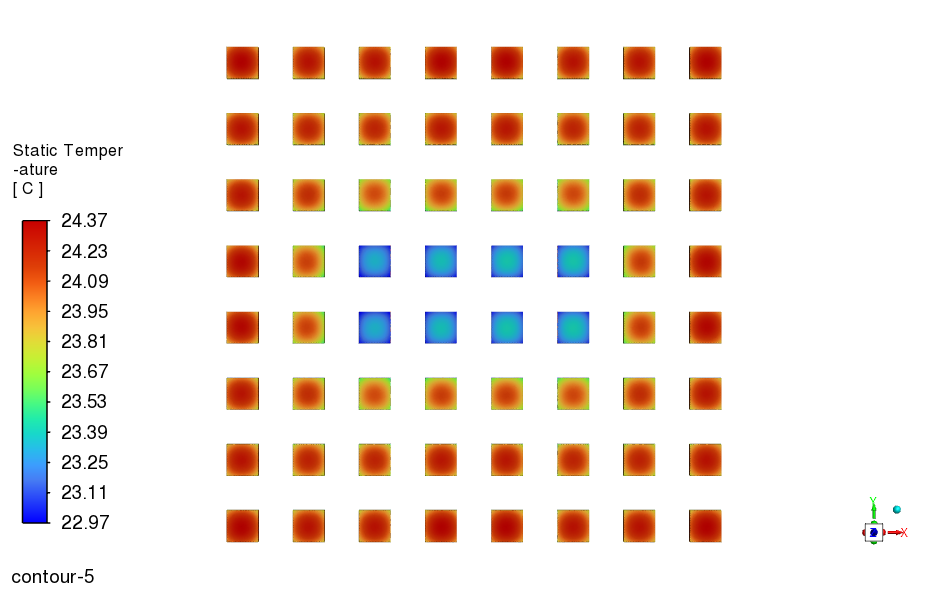 Static Temper
-ature
[ C ]
24.37
24.23
24.09
23.95
23.81
23.67
23.53
23.39
23.25
23.11
22.97
contour-5
Y
Z
X